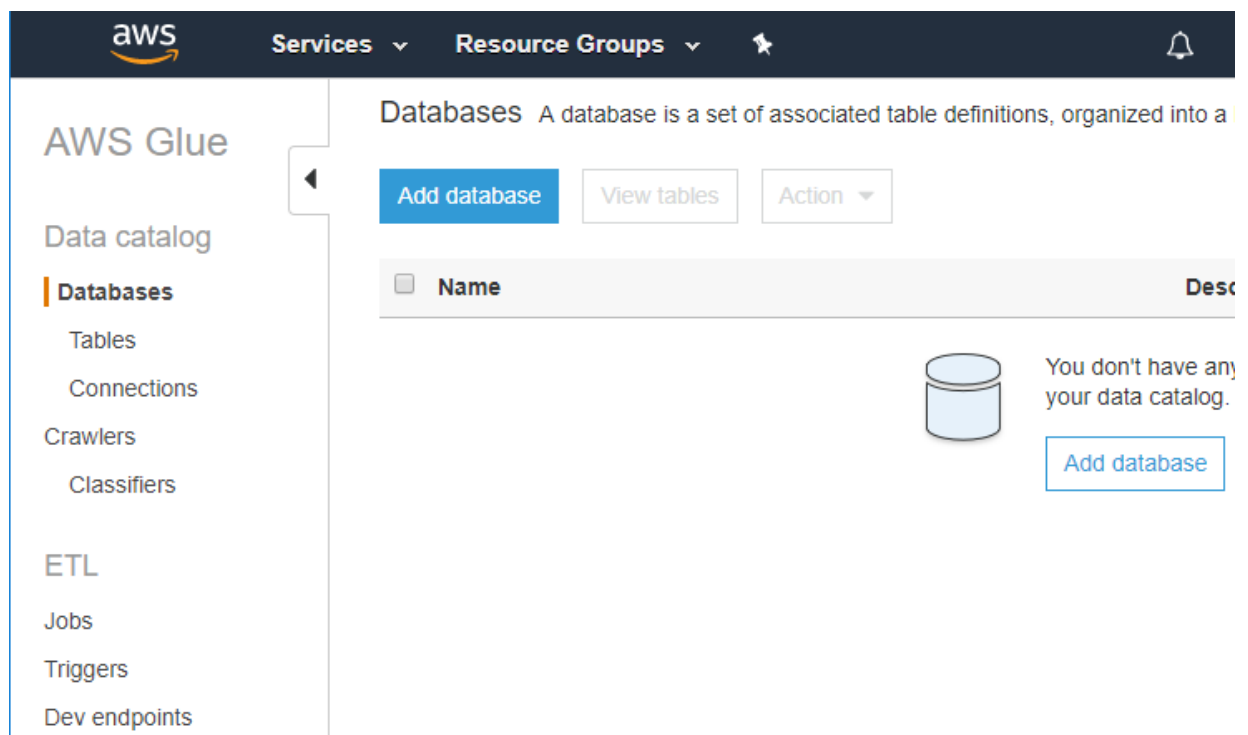 aws Services Resource Groups
AWS Glue
Data catalog
Databases
Tables
Connections
Crawlers
Classifiers
ETL
Jobs
Triggers
Dev endpoints
Databases A database is a set of associated table definitions, organized into a
Add database View tables Action
Name Desc
You don't have any
your data catalog.
Add database